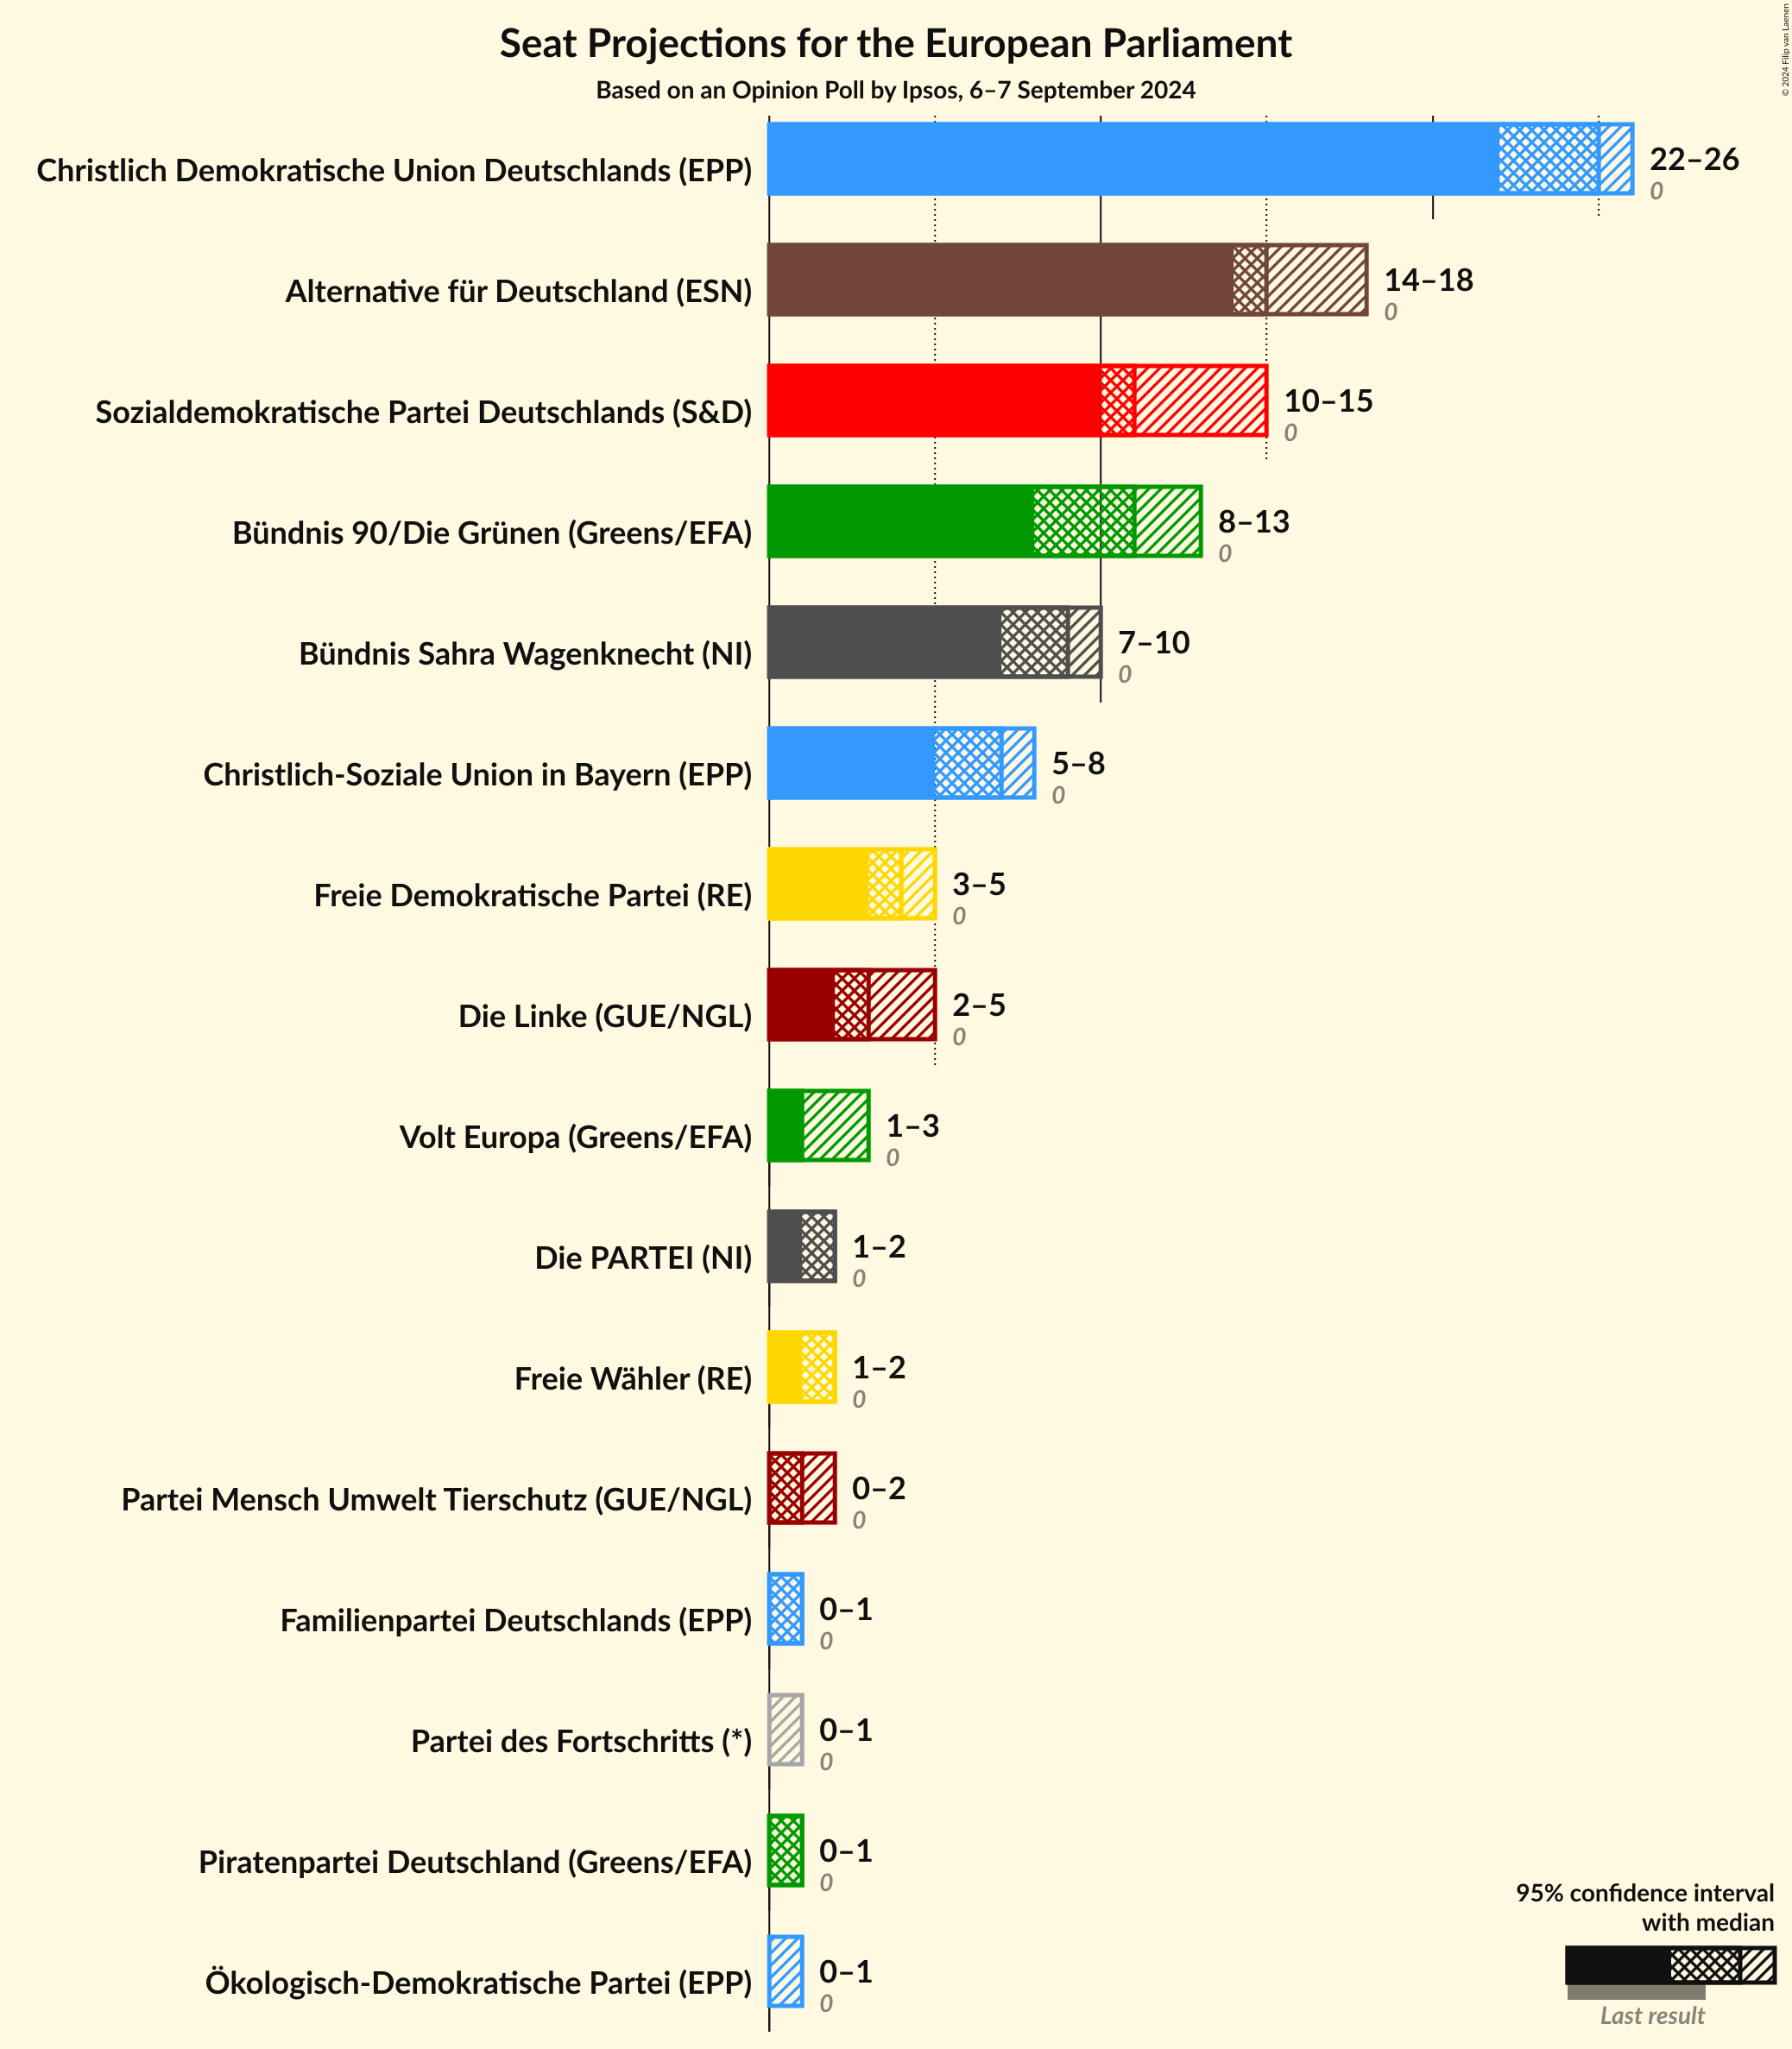 Seat Projections for the European Parliament
Based on an Opinion Poll by Ipsos, 6–7 September 2024
© 2024 Filip van Laenen
Christlich Demokratische Union Deutschlands (EPP)
22–26
0
Alternative für Deutschland (ESN)
14–18
0
Sozialdemokratische Partei Deutschlands (S&D)
10–15
0
Bündnis 90/Die Grünen (Greens/EFA)
8–13
0
Bündnis Sahra Wagenknecht (NI)
7–10
0
Christlich-Soziale Union in Bayern (EPP)
5–8
0
Freie Demokratische Partei (RE)
3–5
0
Die Linke (GUE/NGL)
2–5
0
Volt Europa (Greens/EFA)
1–3
0
Die PARTEI (NI)
1–2
0
Freie Wähler (RE)
1–2
0
Partei Mensch Umwelt Tierschutz (GUE/NGL)
0–2
0
Familienpartei Deutschlands (EPP)
0–1
0
Partei des Fortschritts (*)
0–1
0
Piratenpartei Deutschland (Greens/EFA)
0–1
0
Ökologisch-Demokratische Partei (EPP)
0–1
0
95% confidence interval
with median
Last result